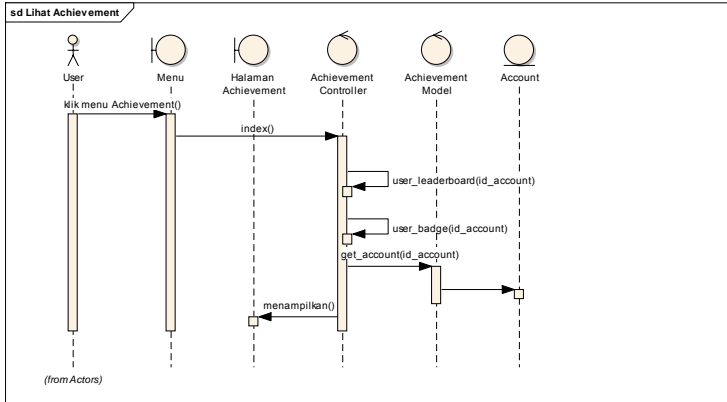 sd Lihat Achievement
User
Menu
Halaman
Achievement
Achievement
Controller
Achievement
Model
Account
klik menu Achievement()
index()
user_leaderboard(id_account)
user_badge(id_account)
get_account(id_account)
menampilkan()
(from Actors)